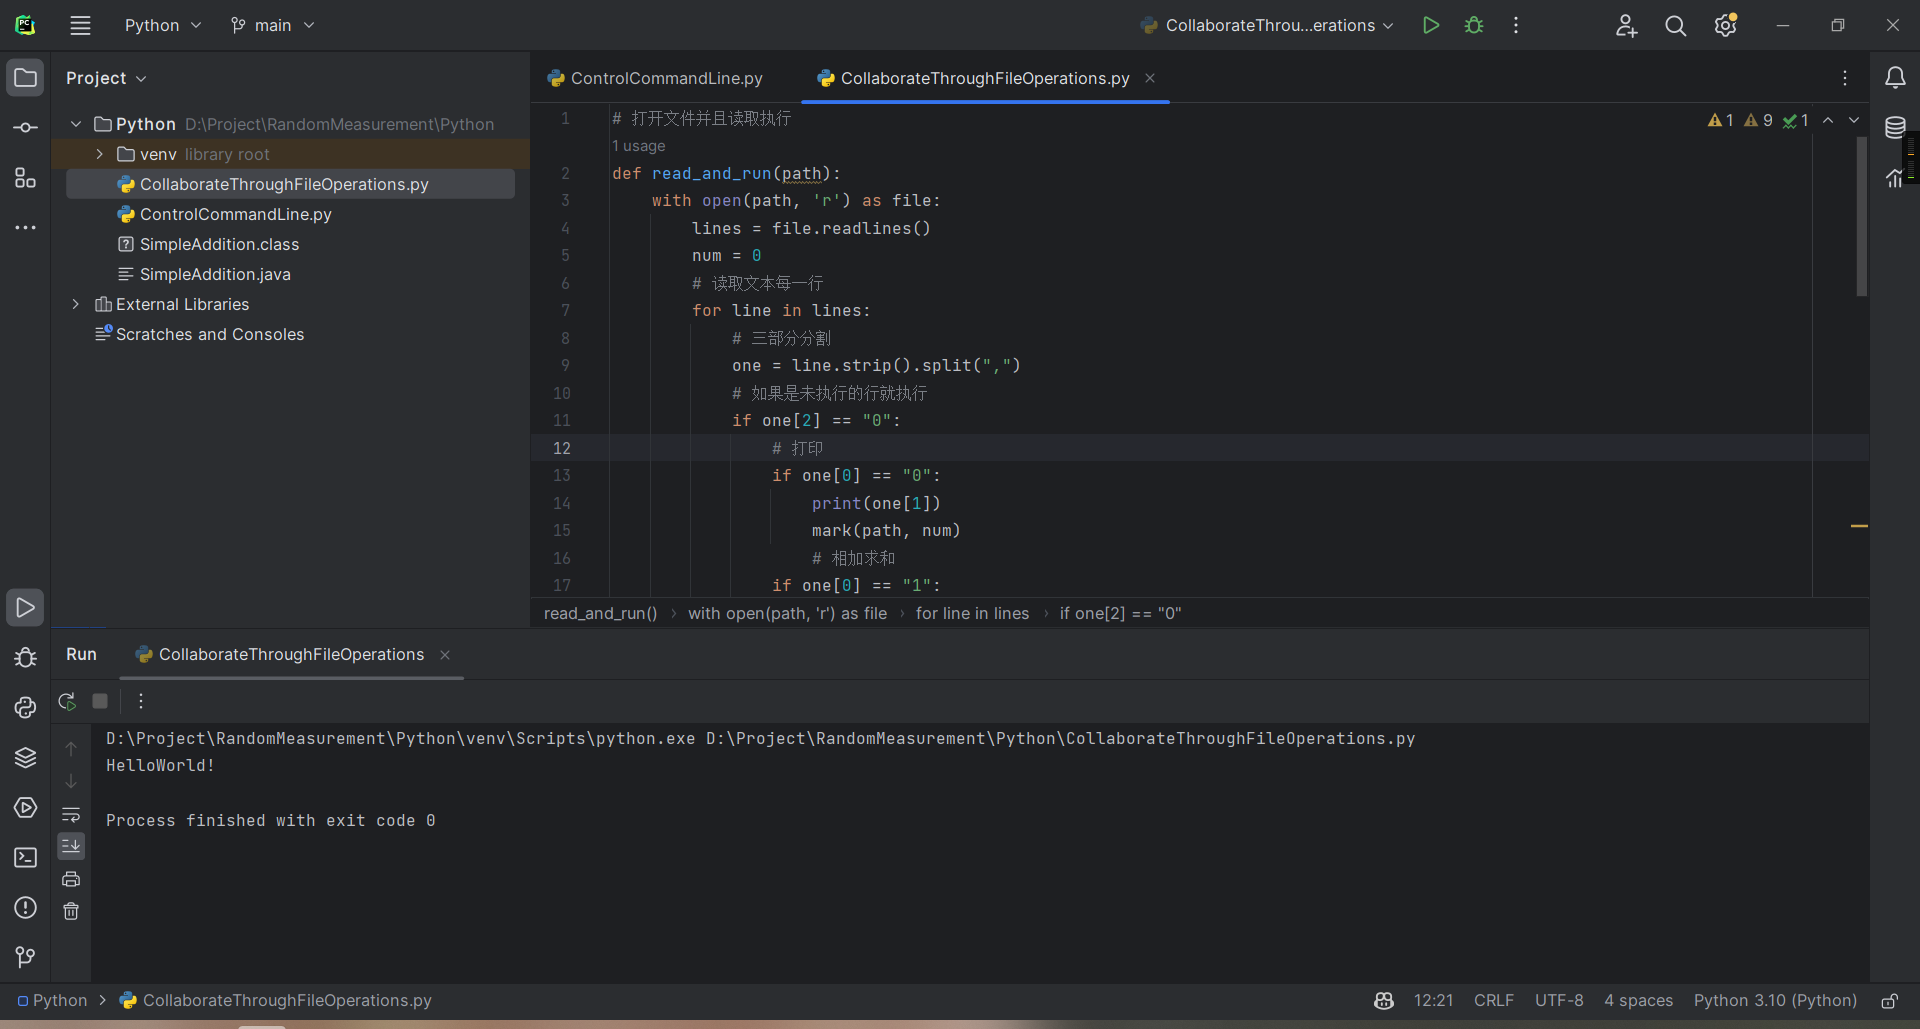 Python
main
CollaborateThrou...erations
Project
ControlCommandLine.py
CollaborateThroughFileOperations.py
Python D:\Project\RandomMeasurement\Python
venv library root
CollaborateThroughFileOperations.py
ControlCommandLine.py
SimpleAddition.class
SimpleAddition.java
External Libraries
Scratches and Consoles
1 9 1
1 # 打开文件并且读取执行
1 usage
2 def read_and_run(path):
3 with open(path, 'r') as file:
4 lines = file.readlines()
5 num = 0
6 # 读取文本每一行
7 for line in lines:
8 # 三部分分割
9 one = line.strip().split(",")
10 # 如果是未执行的行就执行
11 if one[2] == "0":
12 # 打印
13 if one[0] == "0":
14 print(one[1])
15 mark(path, num)
16 # 相加求和
17 if one[0] == "1":
read_and_run() › with open(path, 'r') as file › for line in lines › if one[2] == "0"
Run
CollaborateThroughFileOperations
D:\Project\RandomMeasurement\Python\venv\Scripts\python.exe D:\Project\RandomMeasurement\Python\CollaborateThroughFileOperations.py
HelloWorld!
Process finished with exit code 0
Python › CollaborateThroughFileOperations.py
12:21 CRLF UTF-8 4 spaces Python 3.10 (Python)